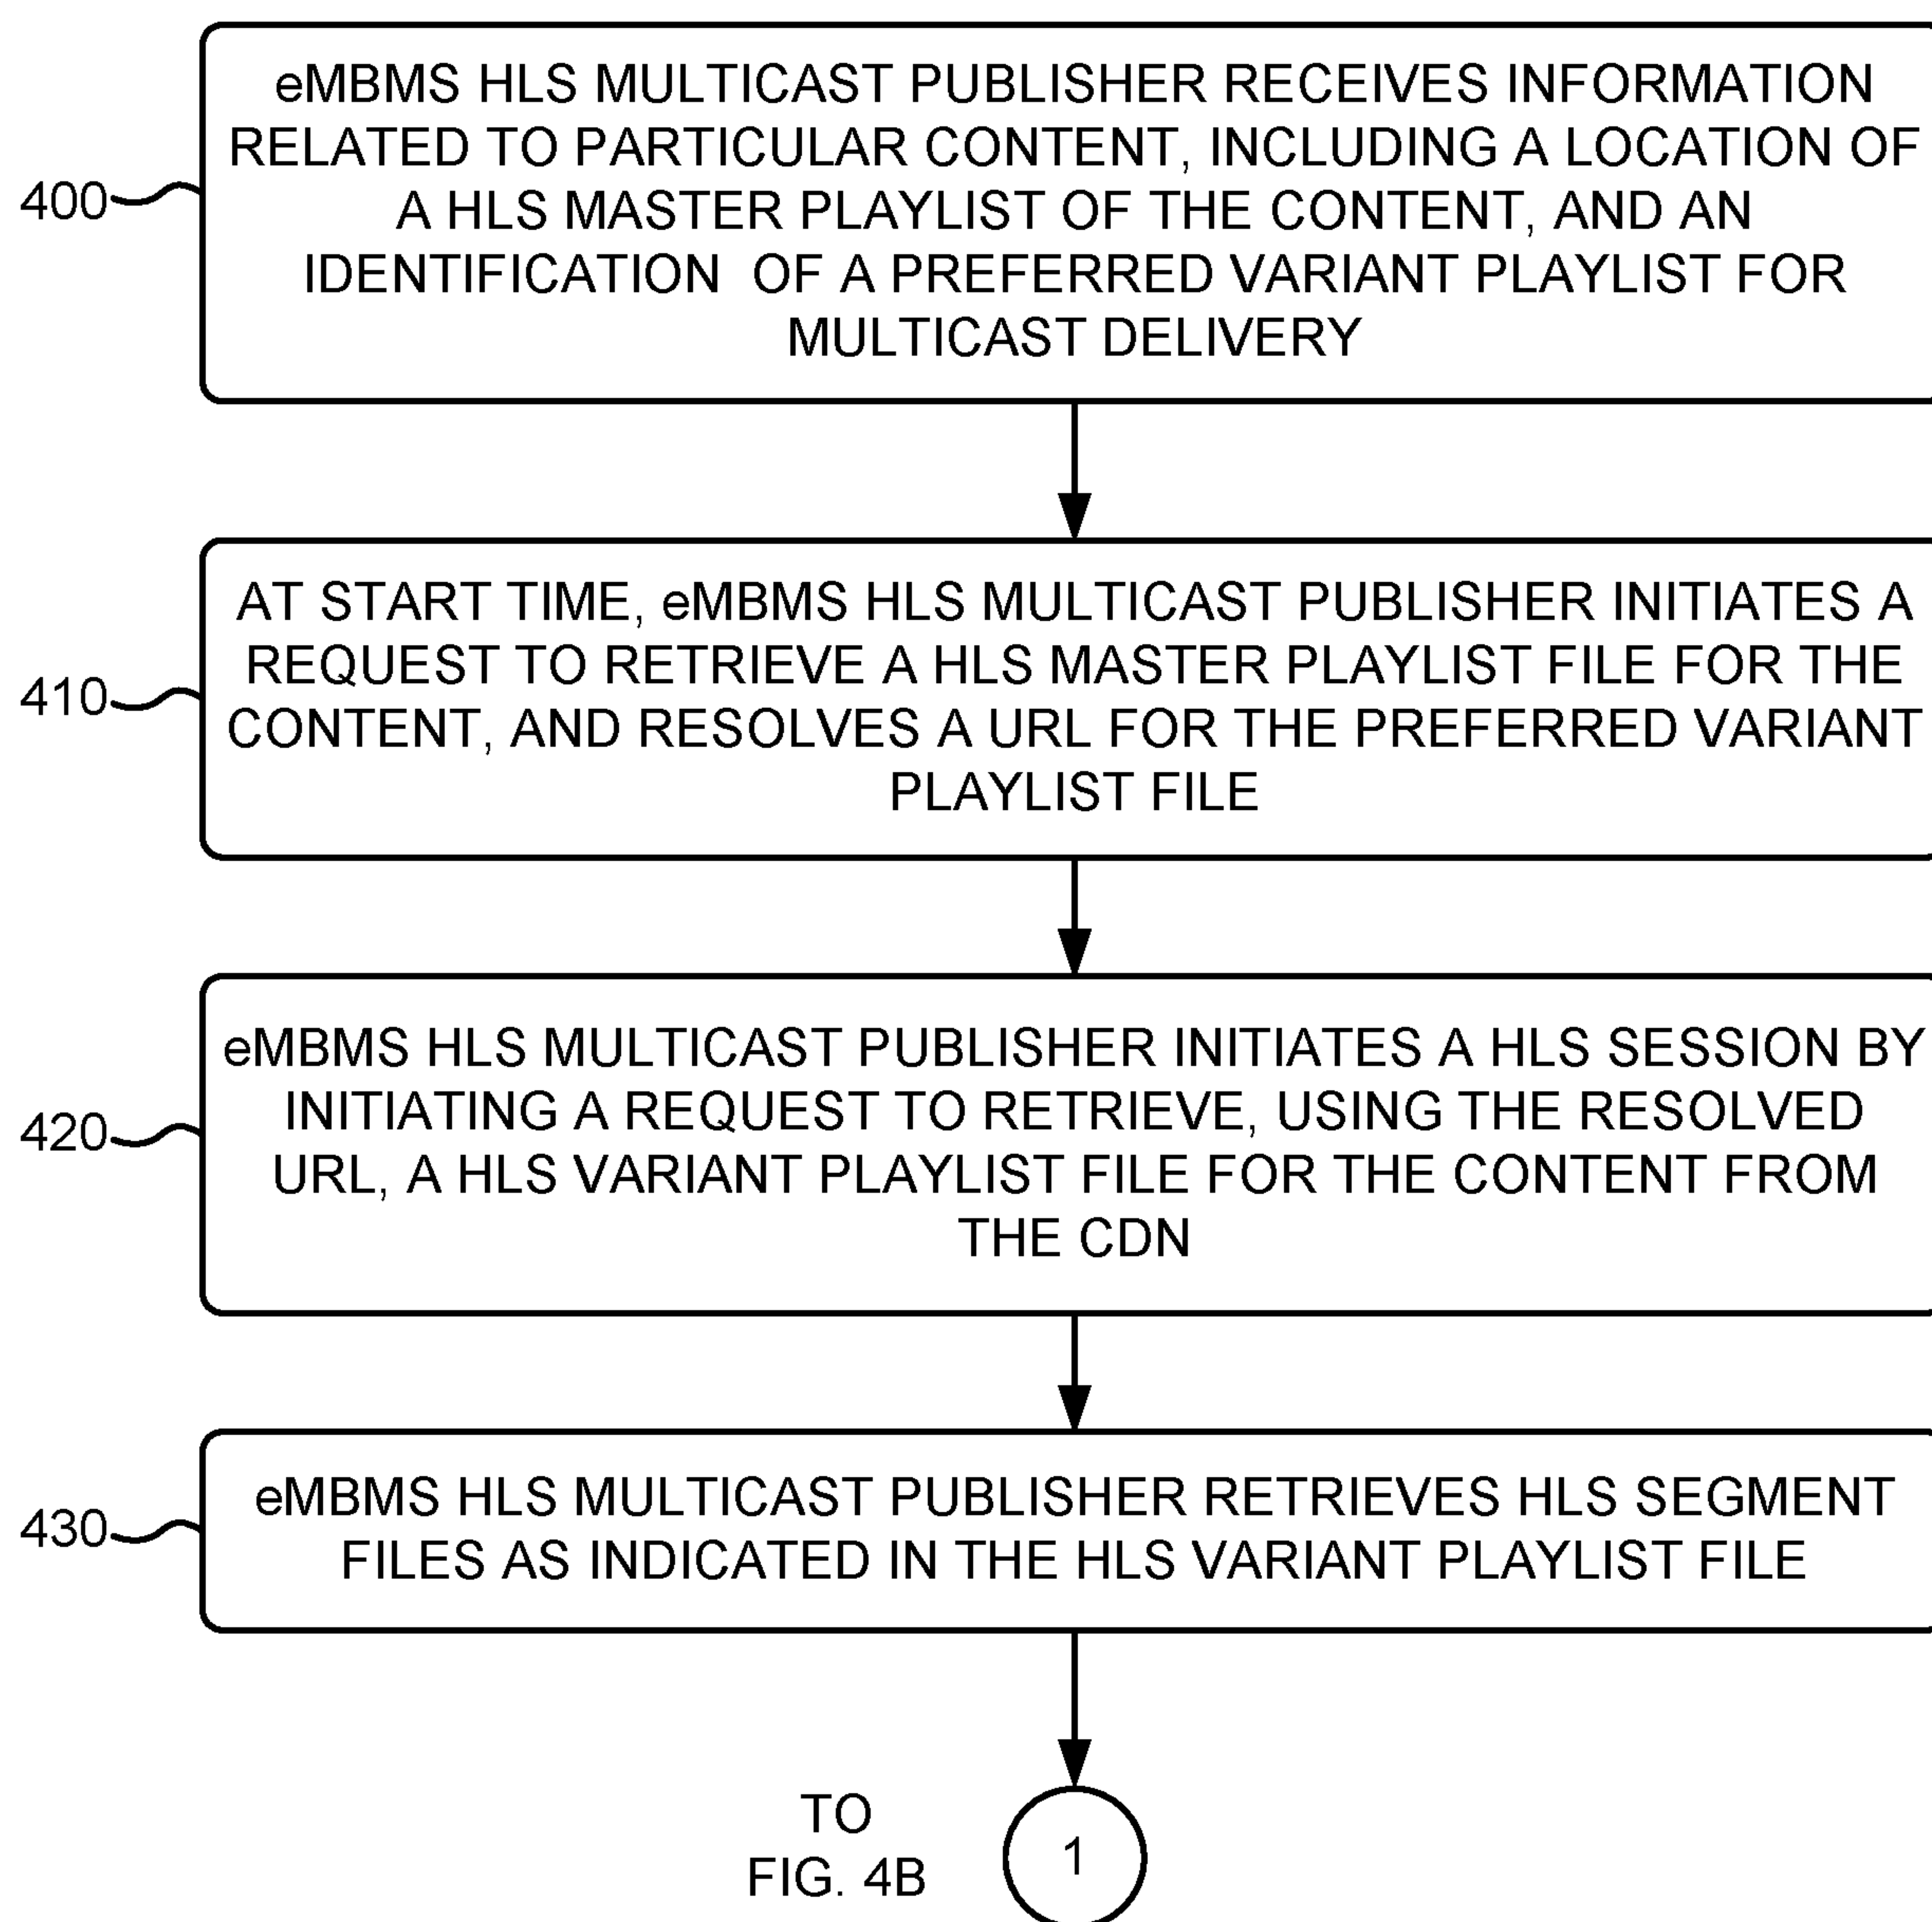 eMBMS HLS MULTICAST PUBLISHER RECEIVES INFORMATION
RELATED TO PARTICULAR CONTENT, INCLUDING A LOCATION OF
400
A HLS MASTER PLAYLIST OF THE CONTENT, AND AN
IDENTIFICATION OF A PREFERRED VARIANT PLAYLIST FOR
MULTICAST DELIVERY
AT START TIME, eMBMS HLS MULTICAST PUBLISHER INITIATES A
REQUEST TO RETRIEVE A HLS MASTER PLAYLIST FILE FOR THE
410
CONTENT, AND RESOLVES A URL FOR THE PREFERRED VARIANT
PLAYLIST FILE
eMBMS HLS MULTICAST PUBLISHER INITIATES A HLS SESSION BY
INITIATING A REQUEST TO RETRIEVE, USING THE RESOLVED
420
URL, A HLS VARIANT PLAYLIST FILE FOR THE CONTENT FROM
THE CDN
eMBMS HLS MULTICAST PUBLISHER RETRIEVES HLS SEGMENT
430
FILES AS INDICATED IN THE HLS VARIANT PLAYLIST FILE
TO
FIG. 4B
1